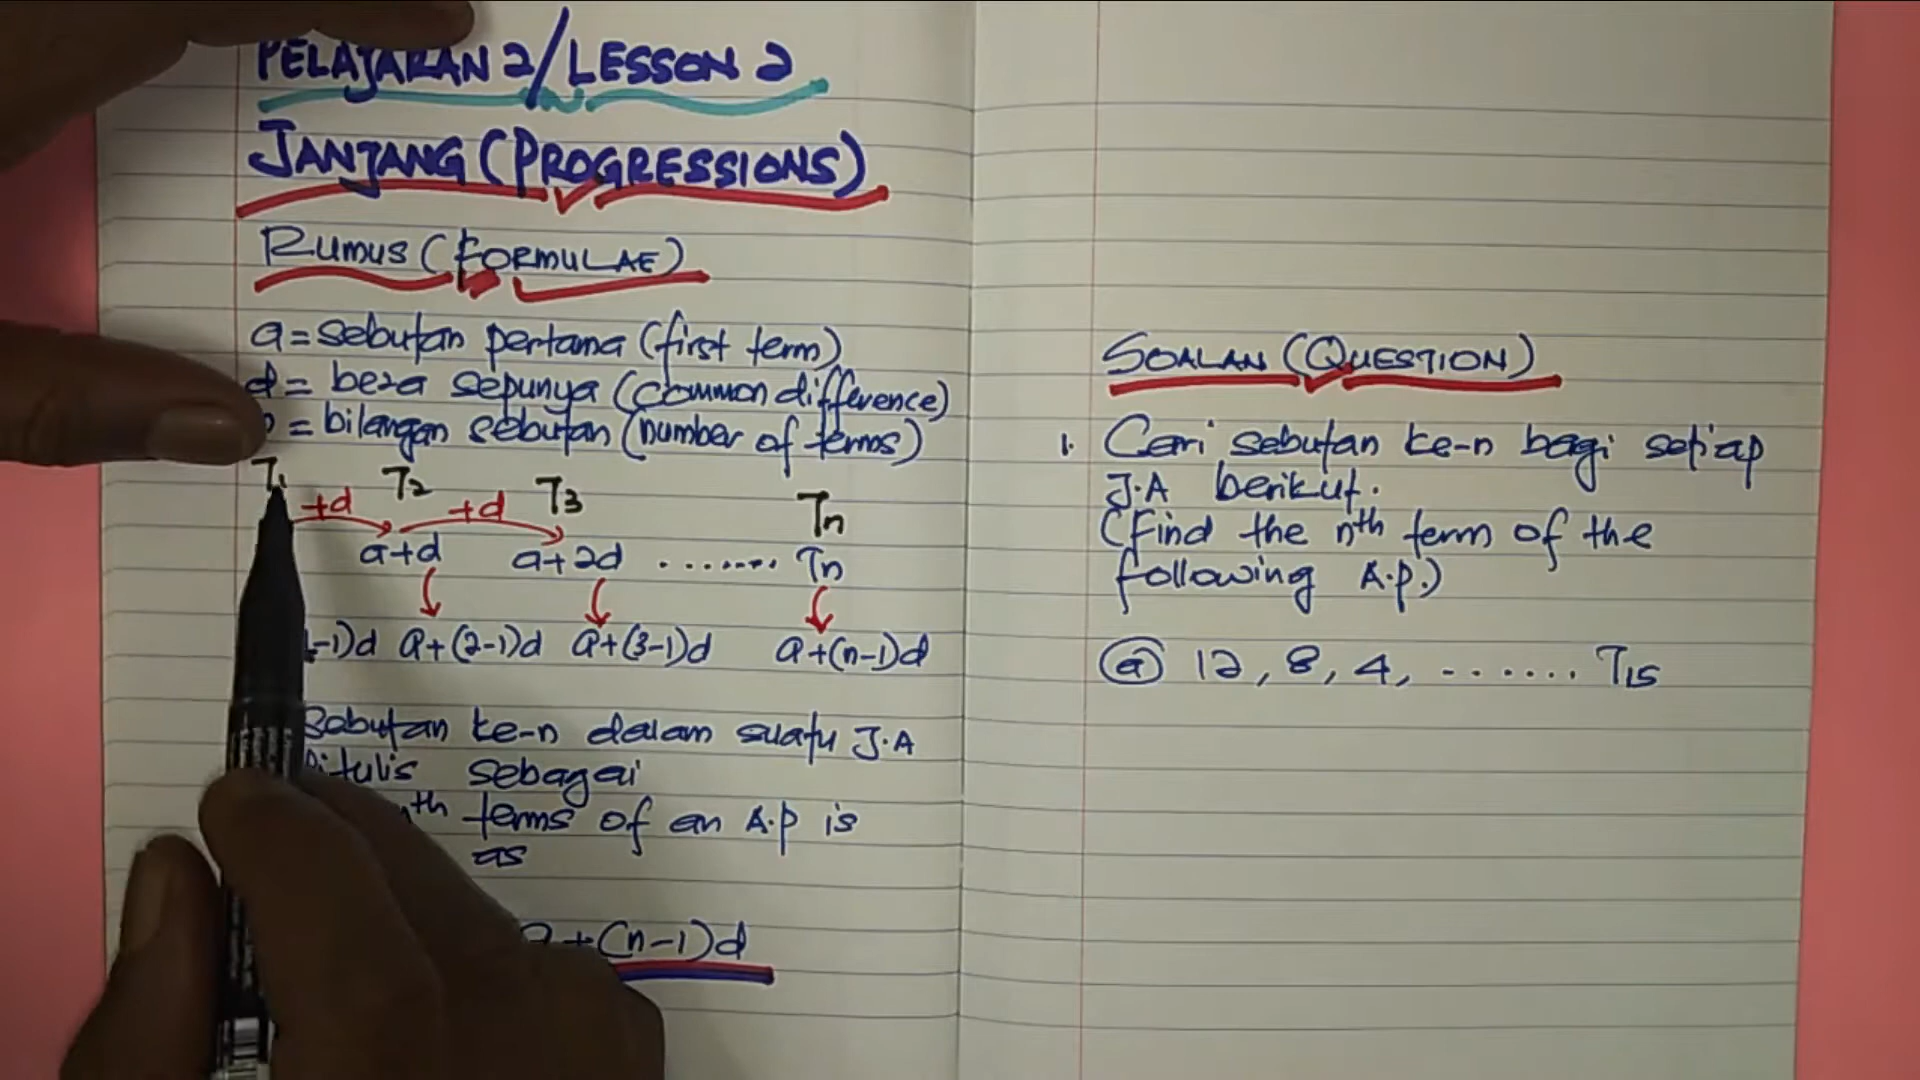 PELAJARAN 2/LESSON 2
JANJANG (PROGRESSIONS)
RUMUS (FORMULAE)
a = sebutan pertama (first term)
d = beza sepunya (common difference)
= bilangan sebutan (number of terms)
T1 T2 T3 Tn
+d +d
a+d a+2d ....... Tn
-1)d a+(2-1)d a+(3-1)d a+(n-1)d
Sebutan ke-n dalam suatu J.A
ditulis sebagai
nth terms of an A.P is
as
a+(n-1)d
SOALAN (QUESTION)
1. Cari sebutan ke-n bagi setiap
J.A berikut.
(Find the nth term of the
following A.P.)
(a) 12, 8, 4, ....... T15